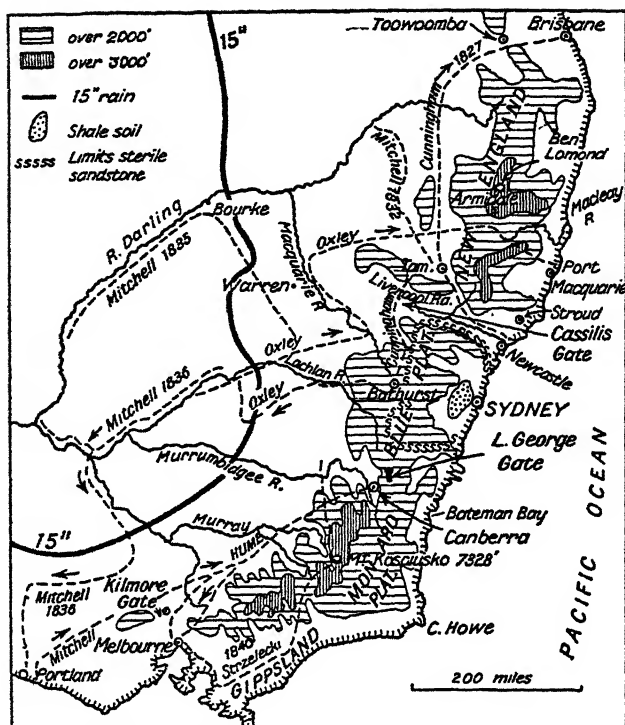 over 2000'
over 3000'
15" rain
Shale soil
Limits sterile
sandstone
15"
Toowoomba
Brisbane
Cunningham 1827
Mitchell 1832
NEW ENGLAND
Ben
Lomond
Armidale
Macleay
R.
R. Darling
Bourke
Mitchell 1835
Macquarie R
Oxley
Warren
Tam.
Liverpool Ra.
Port
Macquarie
Stroud
Cassilis
Gate
Newcastle
Cunningham
Oxley
Lachlan R.
Mitchell 1836
Oxley
Bathurst
BLUE PLAT
SYDNEY
L. George
Gate
Murrumbidgee R.
Bateman Bay
Canberra
Murray
HUME
15"
Mt Kosciusko 7328'
Kilmore
Gate
Mitchell
1836
Mitchell
Melbourne
Portland
1840
Strzelecki
GIPPSLAND
C. Howe
PACIFIC OCEAN
200 miles